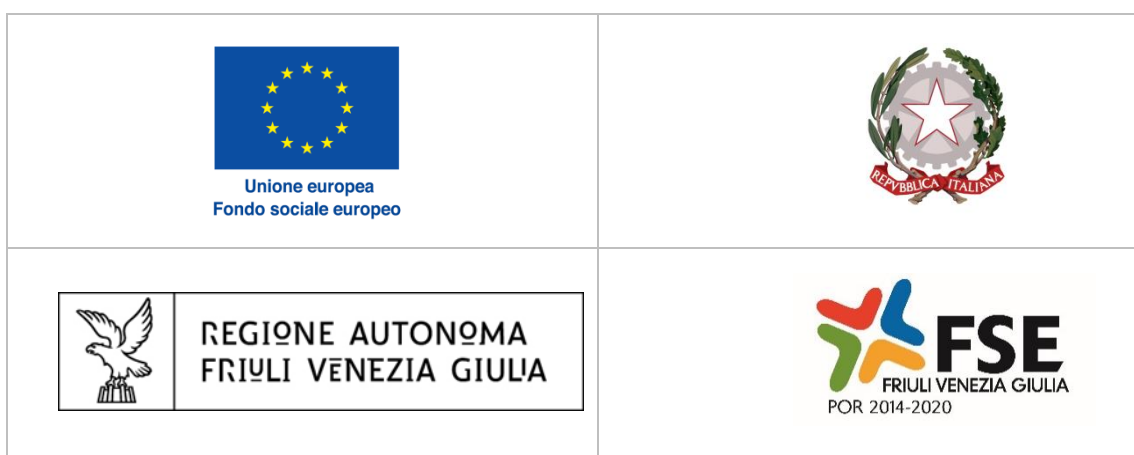 Unione europea
Fondo sociale europeo
REPVBBLICA ITALIANA
REGIONE AUTONOMA
FRIULI VENEZIA GIULIA
FSE
FRIULI VENEZIA GIULIA
POR 2014-2020